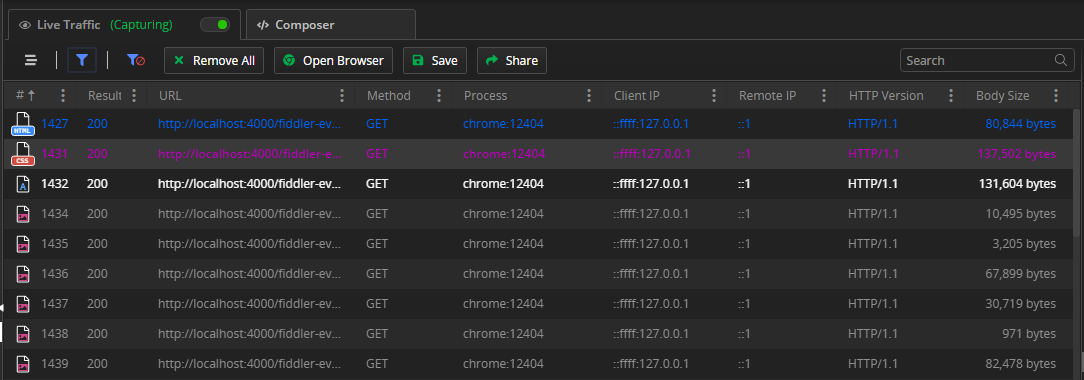 Live Traffic (Capturing) Composer
Remove All Open Browser Save Share Search
# Result URL Method Process Client IP Remote IP HTTP Version Body Size
HTML 1427 200 http://localhost:4000/fiddler-ev... GET chrome:12404 ::ffff:127.0.0.1 ::1 HTTP/1.1 80,844 bytes
CSS 1431 200 http://localhost:4000/fiddler-e... GET chrome:12404 ::ffff:127.0.0.1 ::1 HTTP/1.1 137,502 bytes
A 1432 200 http://localhost:4000/fiddler-ev... GET chrome:12404 ::ffff:127.0.0.1 ::1 HTTP/1.1 131,604 bytes
1434 200 http://localhost:4000/fiddler-ev... GET chrome:12404 ::ffff:127.0.0.1 ::1 HTTP/1.1 10,495 bytes
1435 200 http://localhost:4000/fiddler-ev... GET chrome:12404 ::ffff:127.0.0.1 ::1 HTTP/1.1 3,205 bytes
1436 200 http://localhost:4000/fiddler-ev... GET chrome:12404 ::ffff:127.0.0.1 ::1 HTTP/1.1 67,899 bytes
1437 200 http://localhost:4000/fiddler-ev... GET chrome:12404 ::ffff:127.0.0.1 ::1 HTTP/1.1 30,719 bytes
1438 200 http://localhost:4000/fiddler-ev... GET chrome:12404 ::ffff:127.0.0.1 ::1 HTTP/1.1 971 bytes
1439 200 http://localhost:4000/fiddler-ev... GET chrome:12404 ::ffff:127.0.0.1 ::1 HTTP/1.1 82,478 bytes